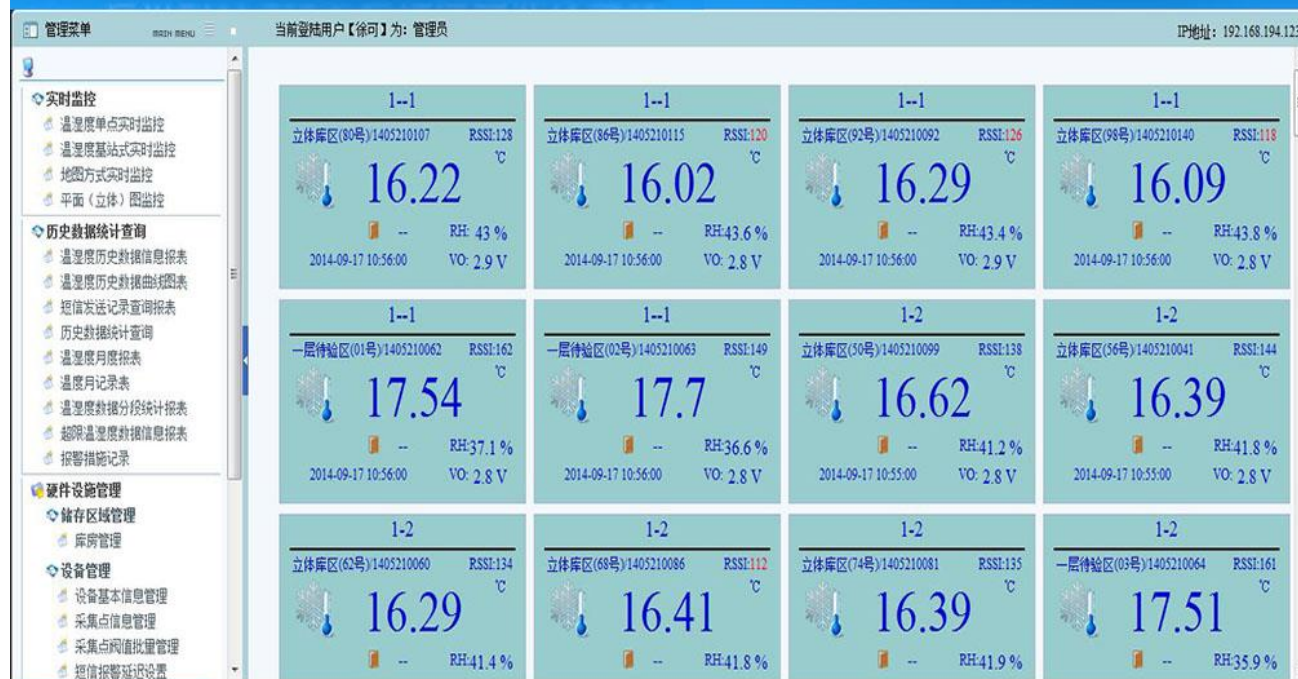 管理菜单 MAIN MENU
当前登陆用户【徐可】为：管理员
IP地址：192.168.194.123
实时监控
温湿度单点实时监控
温湿度基站式实时监控
地图方式实时监控
平面（立体）图监控
历史数据统计查询
温湿度历史数据信息报表
温湿度历史数据曲线图表
短信发送记录查询报表
历史数据统计查询
温湿度月度报表
温度月记录表
温湿度数据分段统计报表
超限温湿度数据信息报表
报警措施记录
硬件设施管理
储存区域管理
库房管理
设备管理
设备基本信息管理
采集点信息管理
采集点阀值批量管理
短信报警延迟设置
1--1
立体库区(80号)/1405210107 RSSI:128
16.22 ℃
-- RH: 43 %
2014-09-17 10:56:00 VO: 2.9 V
1--1
立体库区(86号)/1405210115 RSSI:120
16.02 ℃
-- RH:43.6 %
2014-09-17 10:56:00 VO: 2.8 V
1--1
立体库区(92号)/1405210092 RSSI:126
16.29 ℃
-- RH:43.4 %
2014-09-17 10:56:00 VO: 2.9 V
1--1
立体库区(98号)/1405210140 RSSI:118
16.09 ℃
-- RH:43.8 %
2014-09-17 10:56:00 VO: 2.8 V
1--1
一层待验区(01号)/1405210062 RSSI:162
17.54 ℃
-- RH:37.1 %
2014-09-17 10:56:00 VO: 2.8 V
1--1
一层待验区(02号)/1405210063 RSSI:149
17.7 ℃
-- RH:36.6 %
2014-09-17 10:56:00 VO: 2.8 V
1-2
立体库区(50号)/1405210099 RSSI:138
16.62 ℃
-- RH:41.2 %
2014-09-17 10:55:00 VO: 2.8 V
1-2
立体库区(56号)/1405210041 RSSI:144
16.39 ℃
-- RH:41.8 %
2014-09-17 10:55:00 VO: 2.8 V
1-2
立体库区(62号)/1405210060 RSSI:134
16.29 ℃
-- RH:41.4 %
1-2
立体库区(68号)/1405210086 RSSI:112
16.41 ℃
-- RH:41.8 %
1-2
立体库区(74号)/1405210081 RSSI:135
16.39 ℃
-- RH:41.9 %
1-2
一层待验区(03号)/1405210064 RSSI:161
17.51 ℃
-- RH:35.9 %